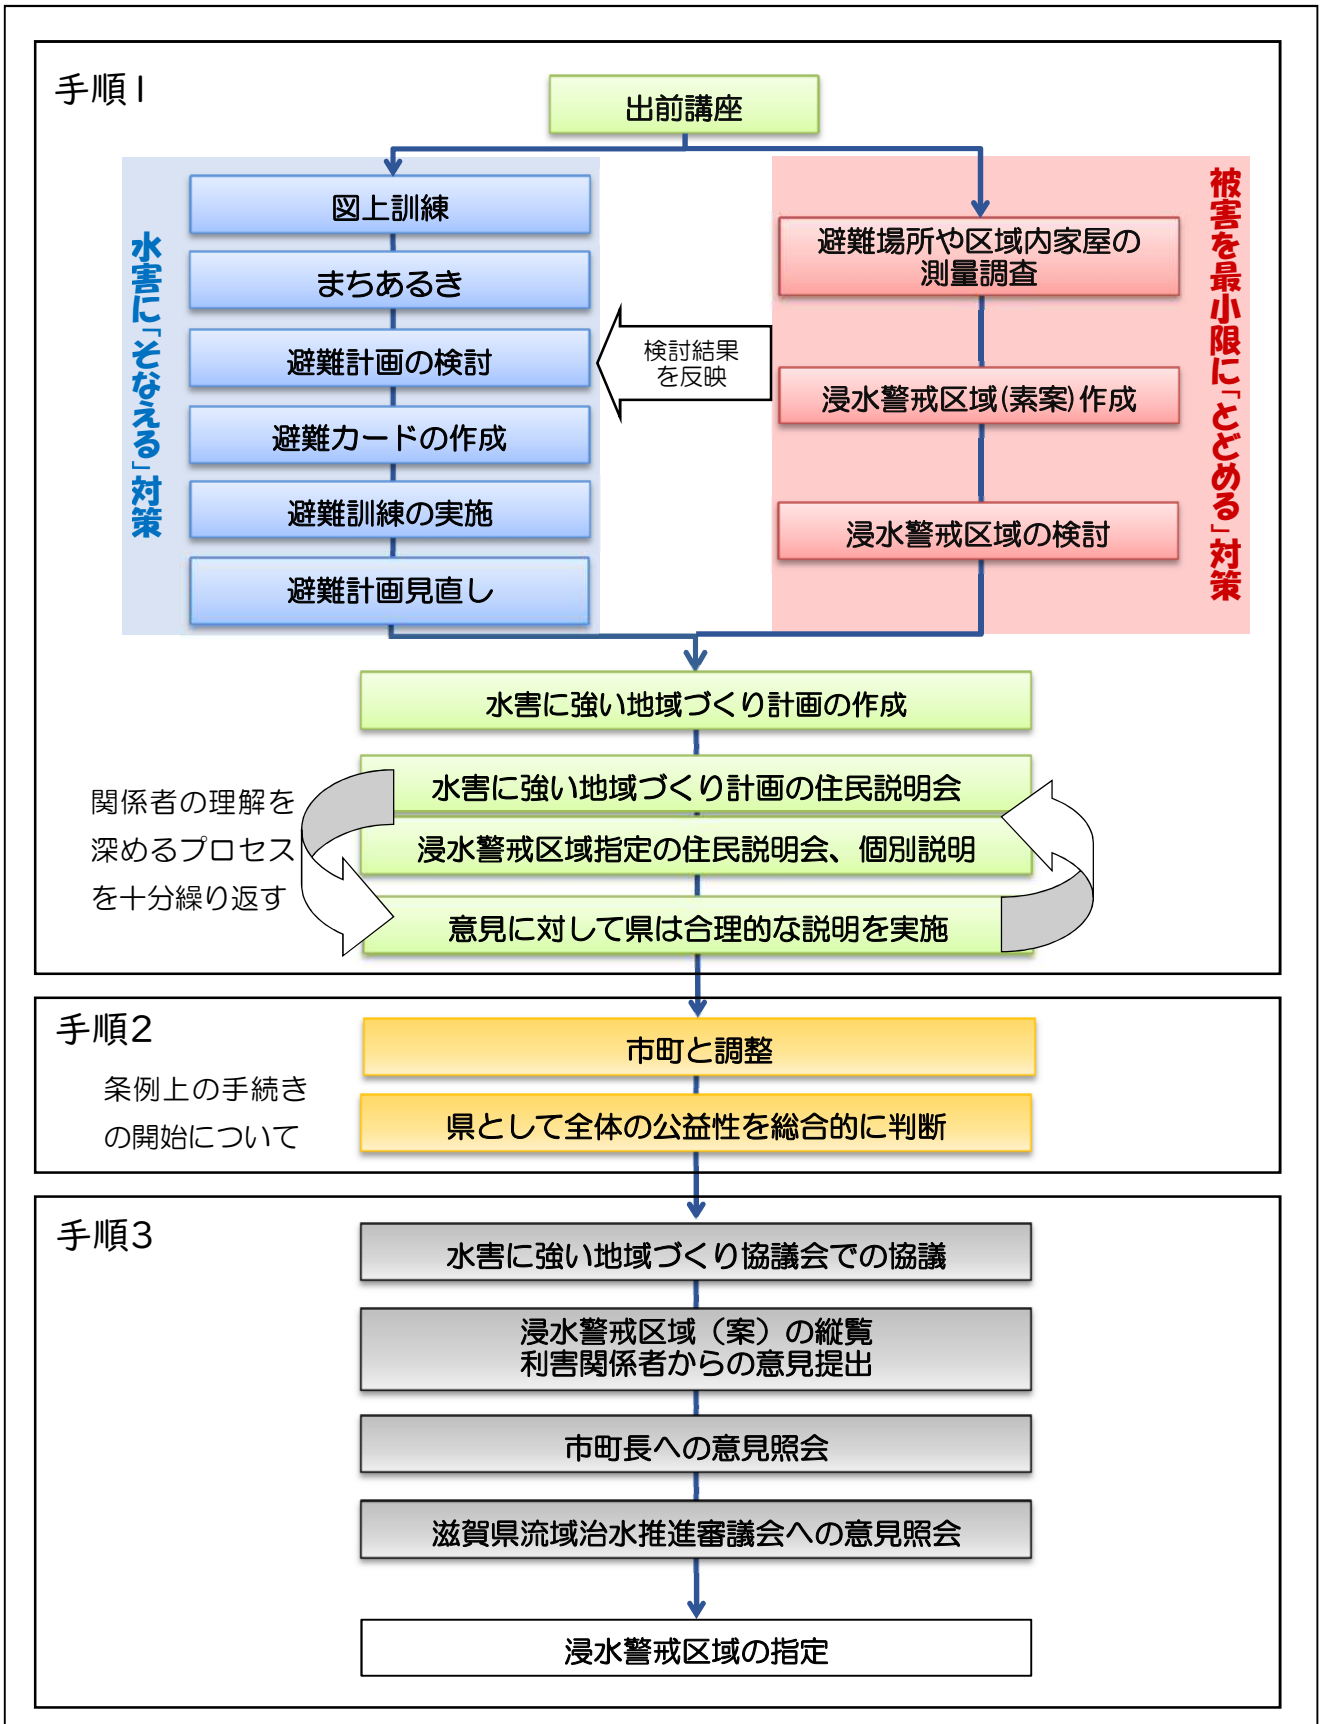 手順1
出前講座
水害に「そなえる」対策
図上訓練
まちあるき
避難計画の検討
避難カードの作成
避難訓練の実施
避難計画見直し
検討結果
を反映
被害を最小限に「とどめる」対策
避難場所や区域内家屋の
測量調査
浸水警戒区域(素案)作成
浸水警戒区域の検討
水害に強い地域づくり計画の作成
関係者の理解を
深めるプロセス
を十分繰り返す
水害に強い地域づくり計画の住民説明会
浸水警戒区域指定の住民説明会、個別説明
意見に対して県は合理的な説明を実施
手順2
条例上の手続き
の開始について
市町と調整
県として全体の公益性を総合的に判断
手順3
水害に強い地域づくり協議会での協議
浸水警戒区域（案）の縦覧
利害関係者からの意見提出
市町長への意見照会
滋賀県流域治水推進審議会への意見照会
浸水警戒区域の指定